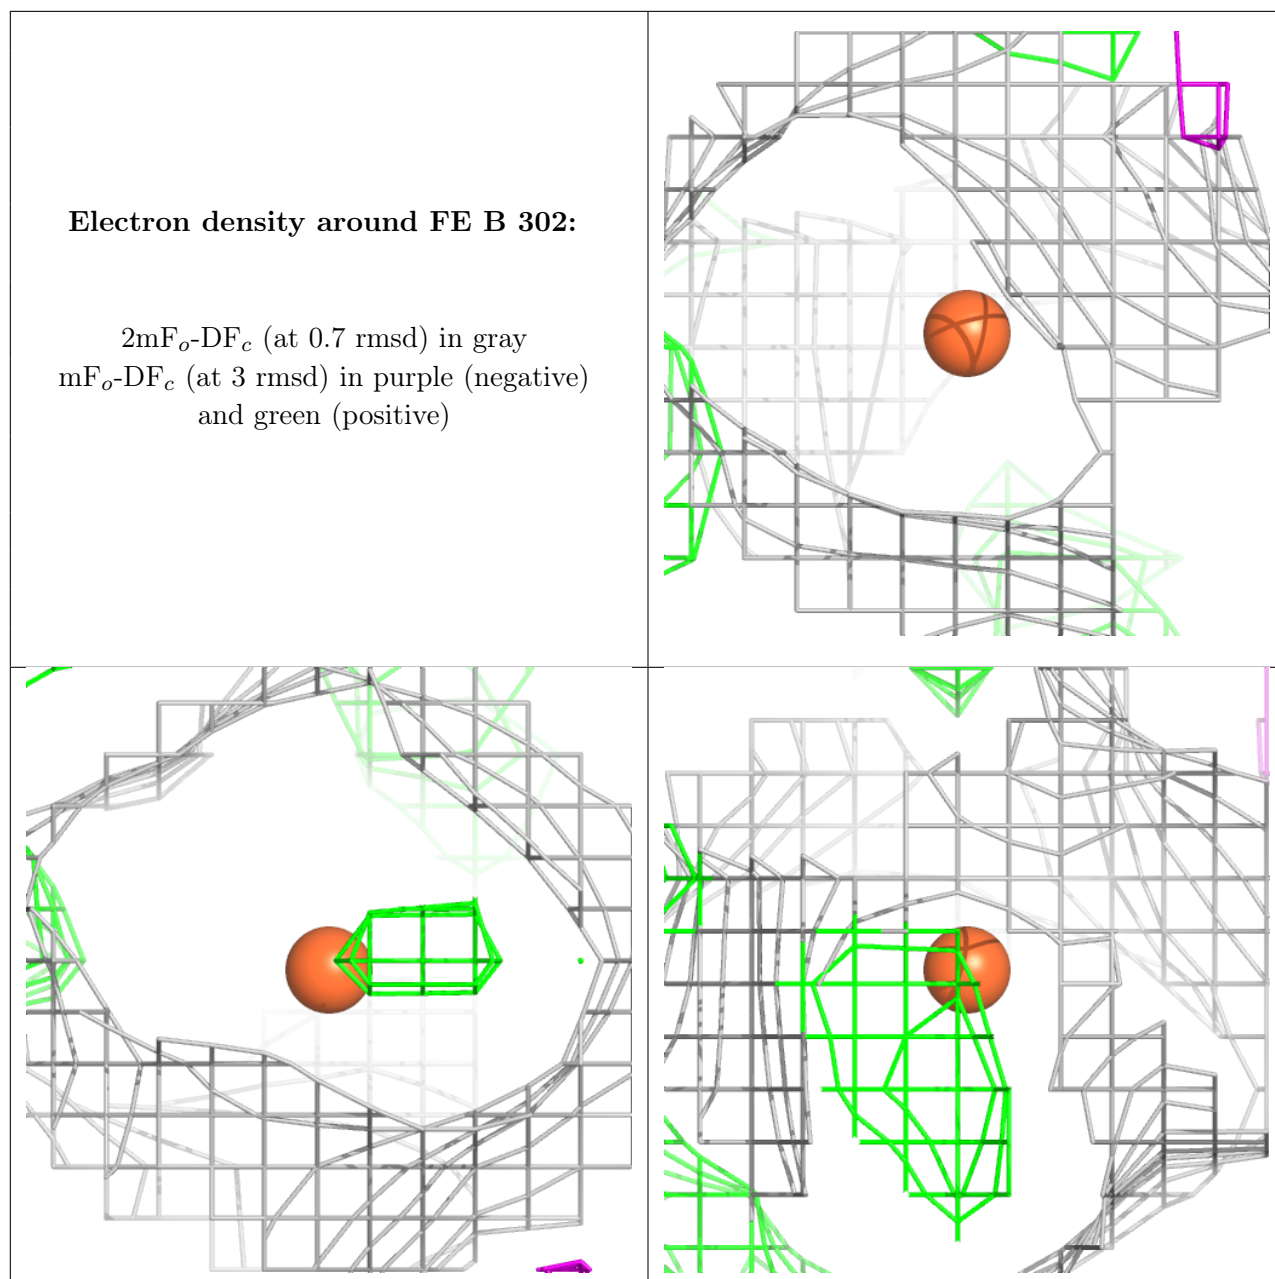 Electron density around FE B 302:
2mFo-DFc (at 0.7 rmsd) in gray
mFo-DFc (at 3 rmsd) in purple (negative)
and green (positive)